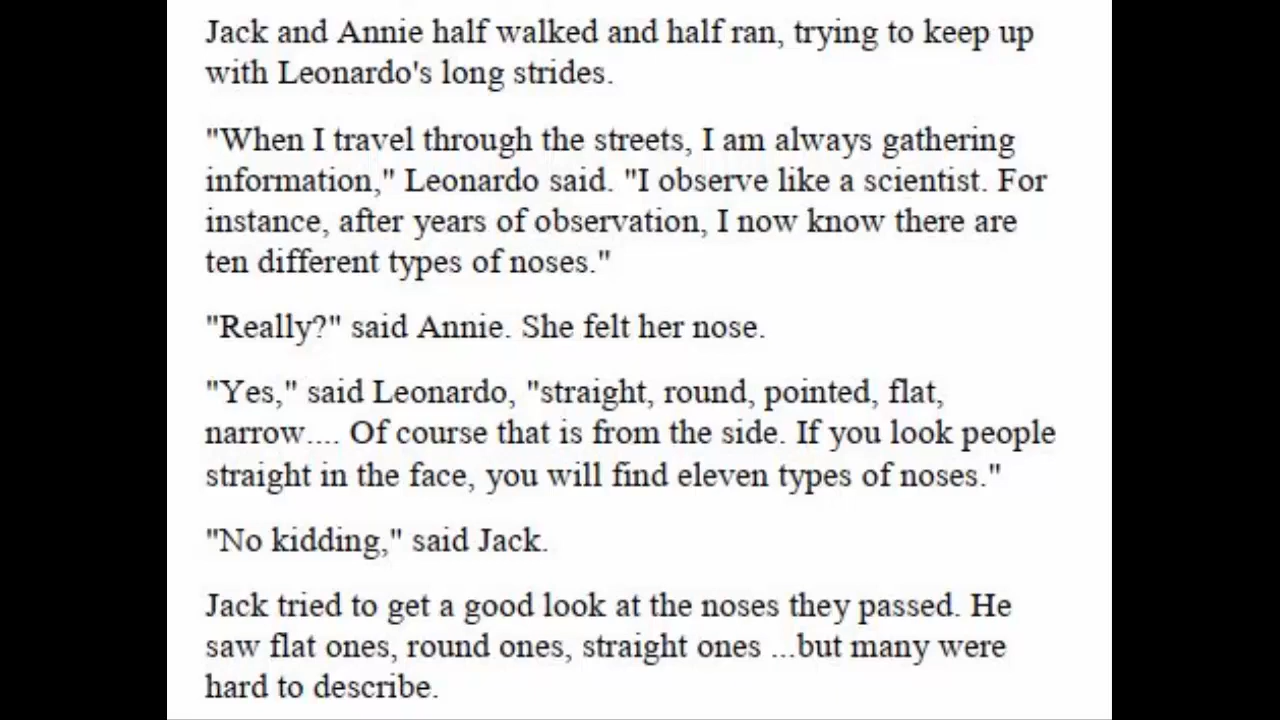 Jack and Annie half walked and half ran, trying to keep up
with Leonardo's long strides.
"When I travel through the streets, I am always gathering
information," Leonardo said. "I observe like a scientist. For
instance, after years of observation, I now know there are
ten different types of noses."
"Really?" said Annie. She felt her nose.
"Yes," said Leonardo, "straight, round, pointed, flat,
narrow.... Of course that is from the side. If you look people
straight in the face, you will find eleven types of noses."
"No kidding," said Jack.
Jack tried to get a good look at the noses they passed. He
saw flat ones, round ones, straight ones ...but many were
hard to describe.